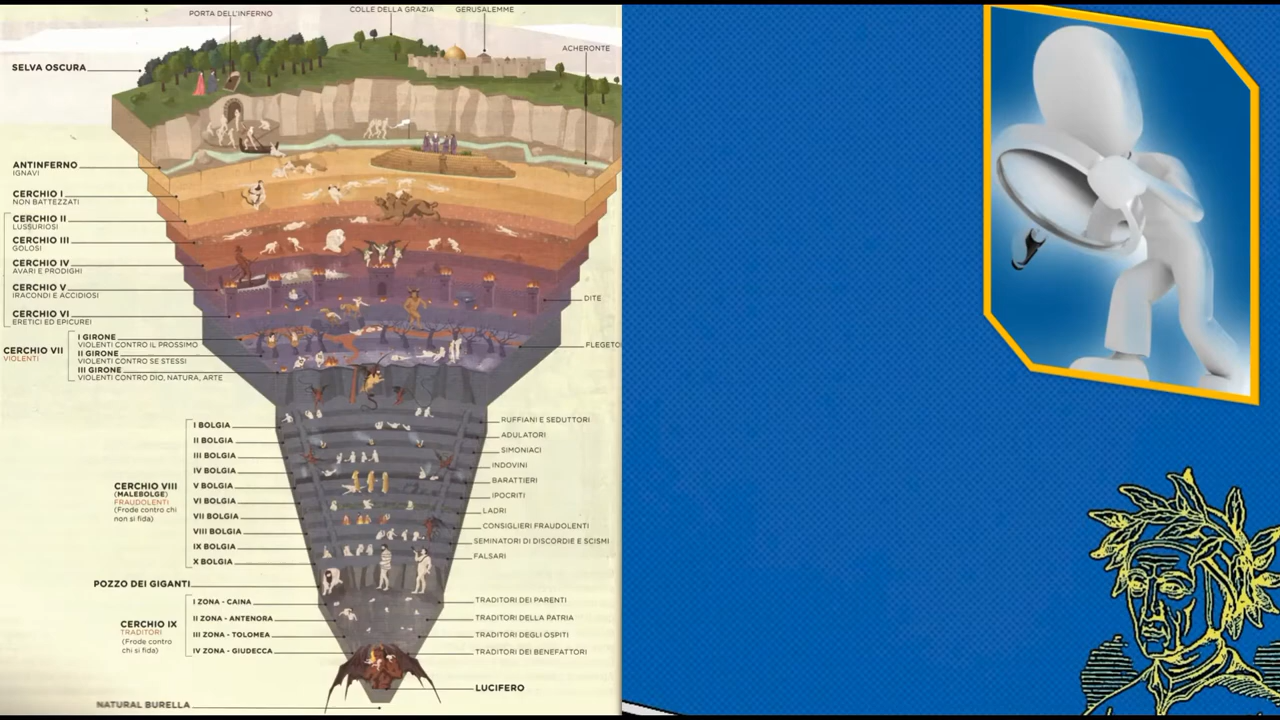 PORTA DELL'INFERNO
COLLE DELLA GRAZIA
GERUSALEMME
ACHERONTE
SELVA OSCURA
ANTINFERNO
IGNAVI
CERCHIO I
NON BATTEZZATI
CERCHIO II
LUSSURIOSI
CERCHIO III
GOLOSI
CERCHIO IV
AVARI E PRODIGHI
CERCHIO V
IRACONDI E ACCIDIOSI
DITE
CERCHIO VI
ERETICI ED EPICUREI
CERCHIO VII
VIOLENTI
I GIRONE
VIOLENTI CONTRO IL PROSSIMO
II GIRONE
VIOLENTI CONTRO SE STESSI
III GIRONE
VIOLENTI CONTRO DIO, NATURA, ARTE
FLEGETO
CERCHIO VIII
(MALEBOLGE)
FRAUDOLENTI
(Frode contro chi
non si fida)
I BOLGIA
II BOLGIA
III BOLGIA
IV BOLGIA
V BOLGIA
VI BOLGIA
VII BOLGIA
VIII BOLGIA
IX BOLGIA
X BOLGIA
RUFFIANI E SEDUTTORI
ADULATORI
SIMONIACI
INDOVINI
BARATTIERI
IPOCRITI
LADRI
CONSIGLIERI FRAUDOLENTI
SEMINATORI DI DISCORDIE E SCISMI
FALSARI
POZZO DEI GIGANTI
CERCHIO IX
TRADITORI
(Frode contro
chi si fida)
I ZONA - CAINA
II ZONA - ANTENORA
III ZONA - TOLOMEA
IV ZONA - GIUDECCA
TRADITORI DEI PARENTI
TRADITORI DELLA PATRIA
TRADITORI DEGLI OSPITI
TRADITORI DEI BENEFATTORI
LUCIFERO
NATURAL BURELLA